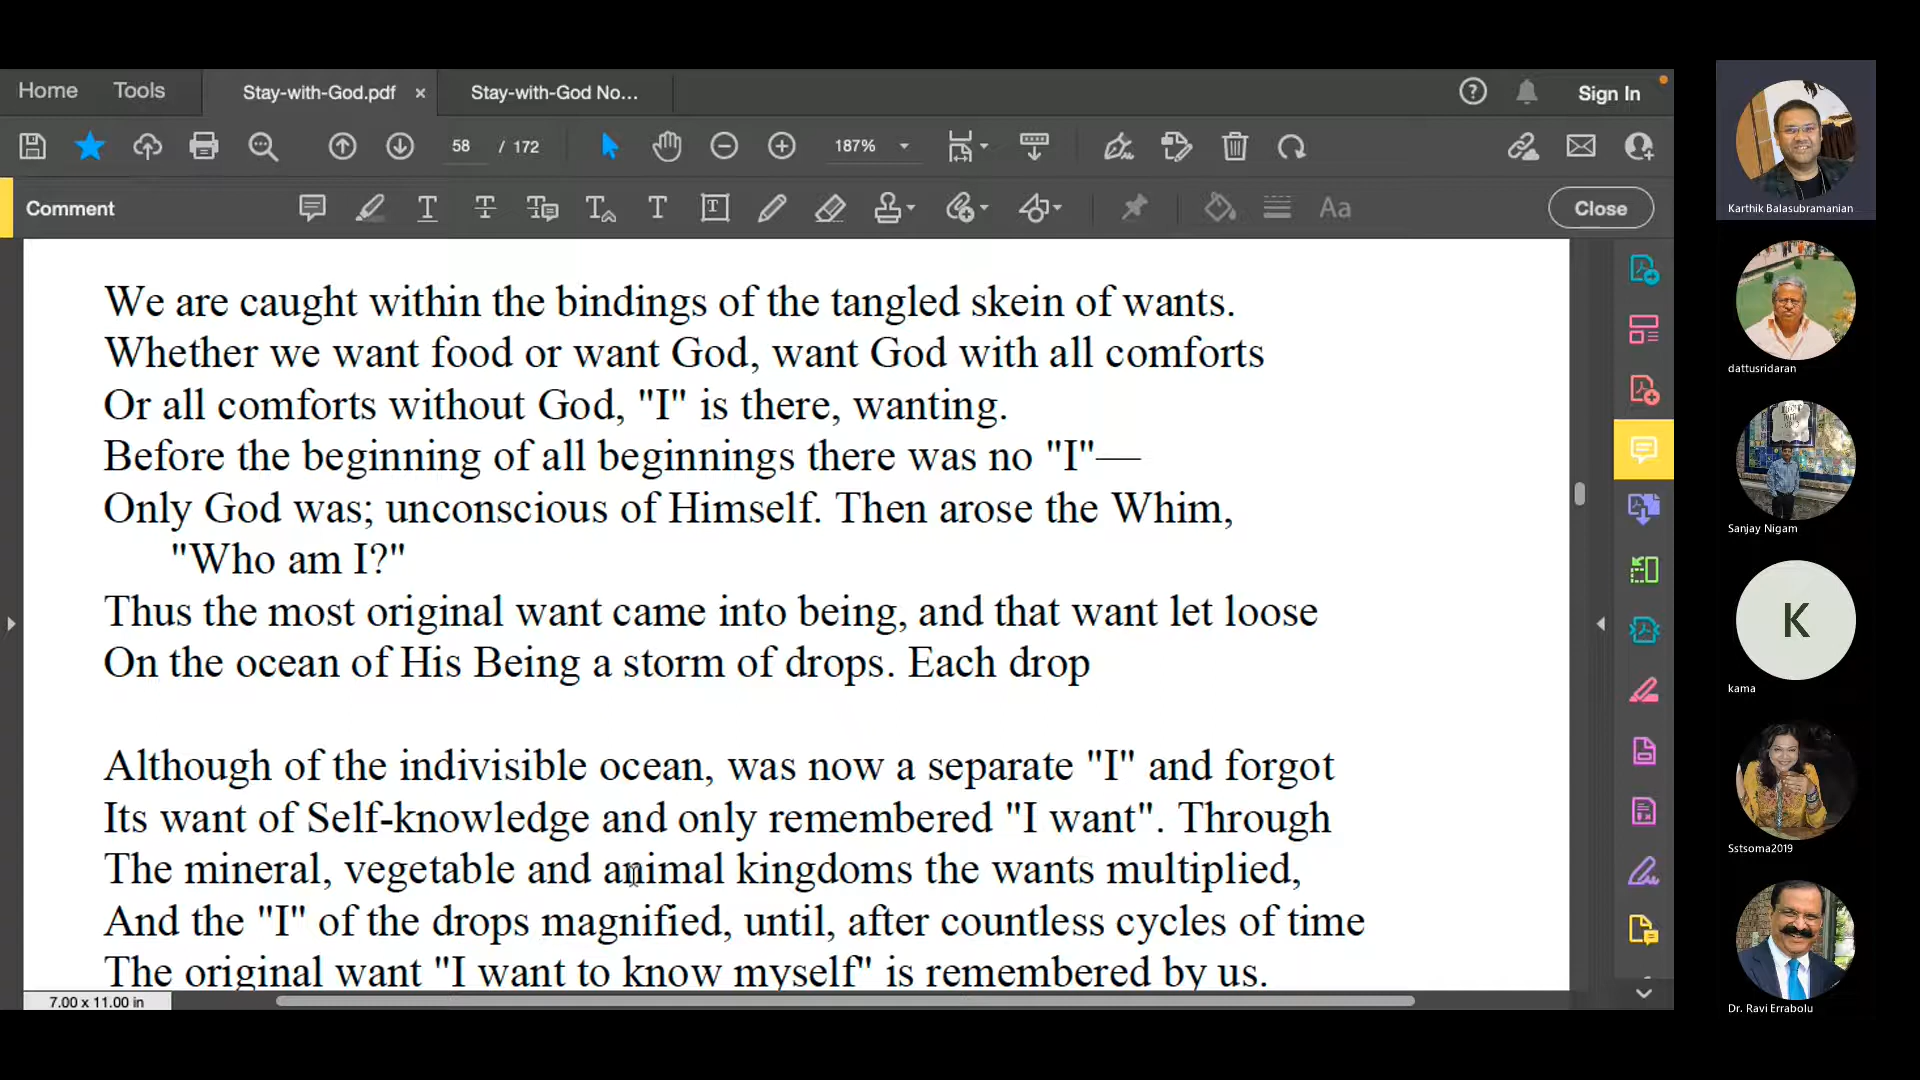 Home Tools Stay-with-God.pdf × Stay-with-God No... Sign In
58 / 172 187%
Comment Close
We are caught within the bindings of the tangled skein of wants.
Whether we want food or want God, want God with all comforts
Or all comforts without God, "I" is there, wanting.
Before the beginning of all beginnings there was no "I"—
Only God was; unconscious of Himself. Then arose the Whim,
"Who am I?"
Thus the most original want came into being, and that want let loose
On the ocean of His Being a storm of drops. Each drop
Although of the indivisible ocean, was now a separate "I" and forgot
Its want of Self-knowledge and only remembered "I want". Through
The mineral, vegetable and animal kingdoms the wants multiplied,
And the "I" of the drops magnified, until, after countless cycles of time
The original want "I want to know myself" is remembered by us.
7.00 x 11.00 in
Karthik Balasubramanian
dattusridaran
Sanjay Nigam
K
kama
Sstsoma2019
Dr. Ravi Errabolu